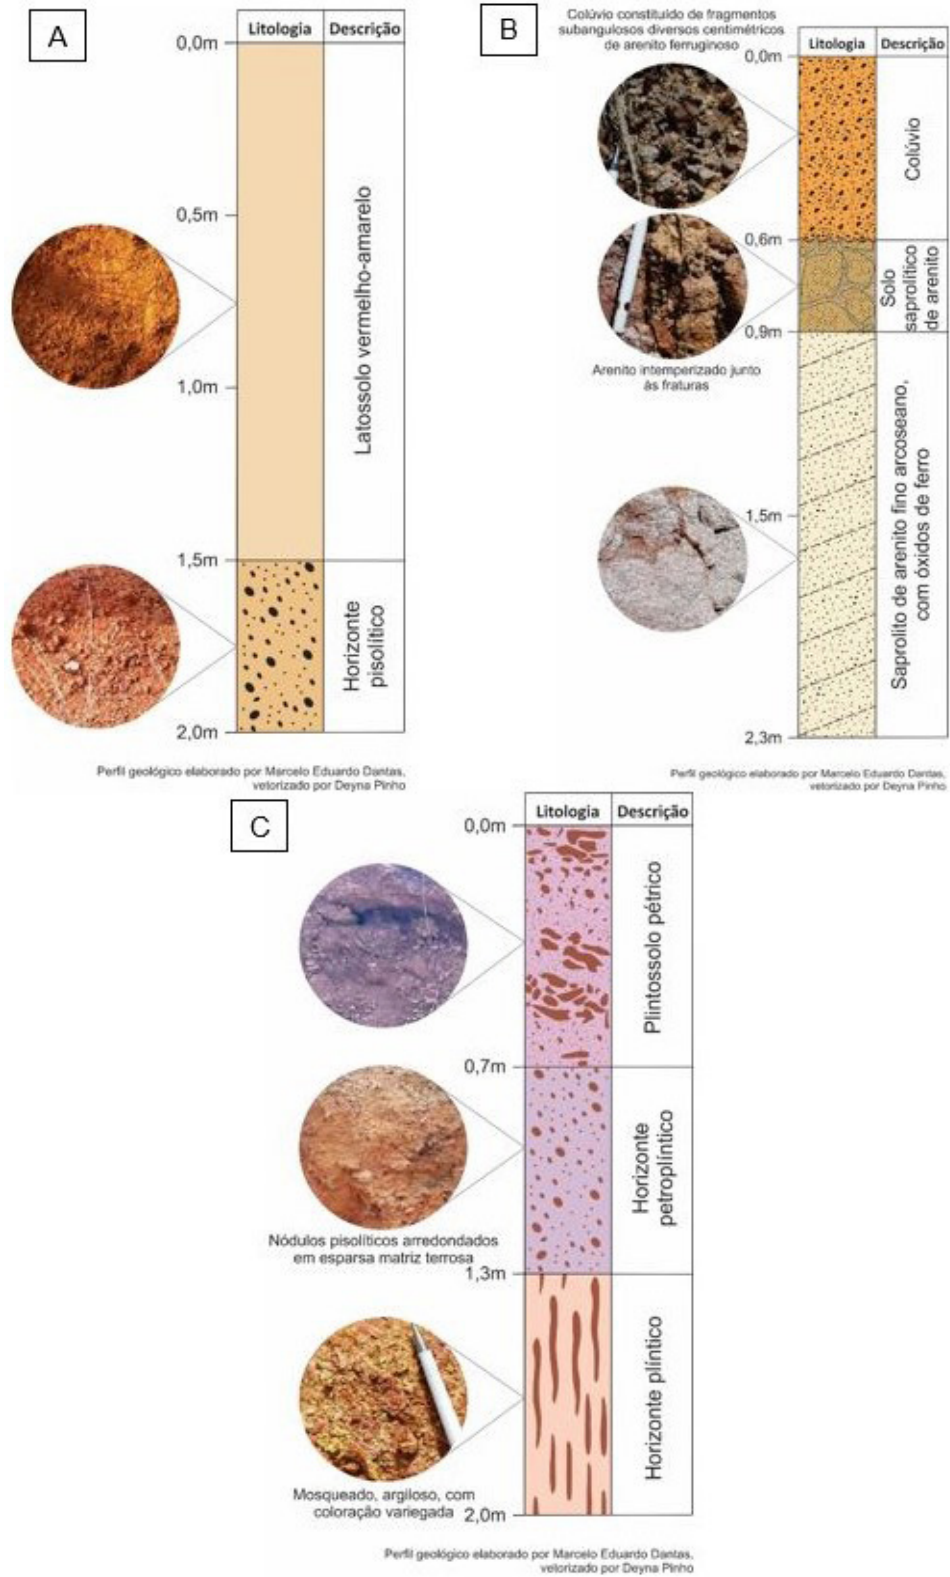 A
Litologia
Descrição
0,0m
0,5m
Latossolo vermelho-amarelo
1,0m
1,5m
Horizonte
pisolítico
2,0m
Perfil geológico elaborado por Marcelo Eduardo Dantas,
vetorizado por Deyna Pinho
B
Colúvio constituído de fragmentos
subangulosos diversos centimétricos
de arenito ferruginoso
Litologia
Descrição
0,0m
Colúvio
0,6m
Solo
saprolítico
de arenito
0,9m
Arenito intemperizado junto
às fraturas
1,5m
Saprolito de arenito fino arcoseano,
com óxidos de ferro
2,3m
Perfil geológico elaborado por Marcelo Eduardo Dantas,
vetorizado por Deyna Pinho
C
Litologia
Descrição
0,0m
Plintossolo pétrico
0,7m
Horizonte
petroplíntico
Nódulos pisolíticos arredondados
em esparsa matriz terrosa
1,3m
Horizonte plíntico
Mosqueado, argiloso, com
coloração variegada
2,0m
Perfil geológico elaborado por Marcelo Eduardo Dantas,
vetorizado por Deyna Pinho